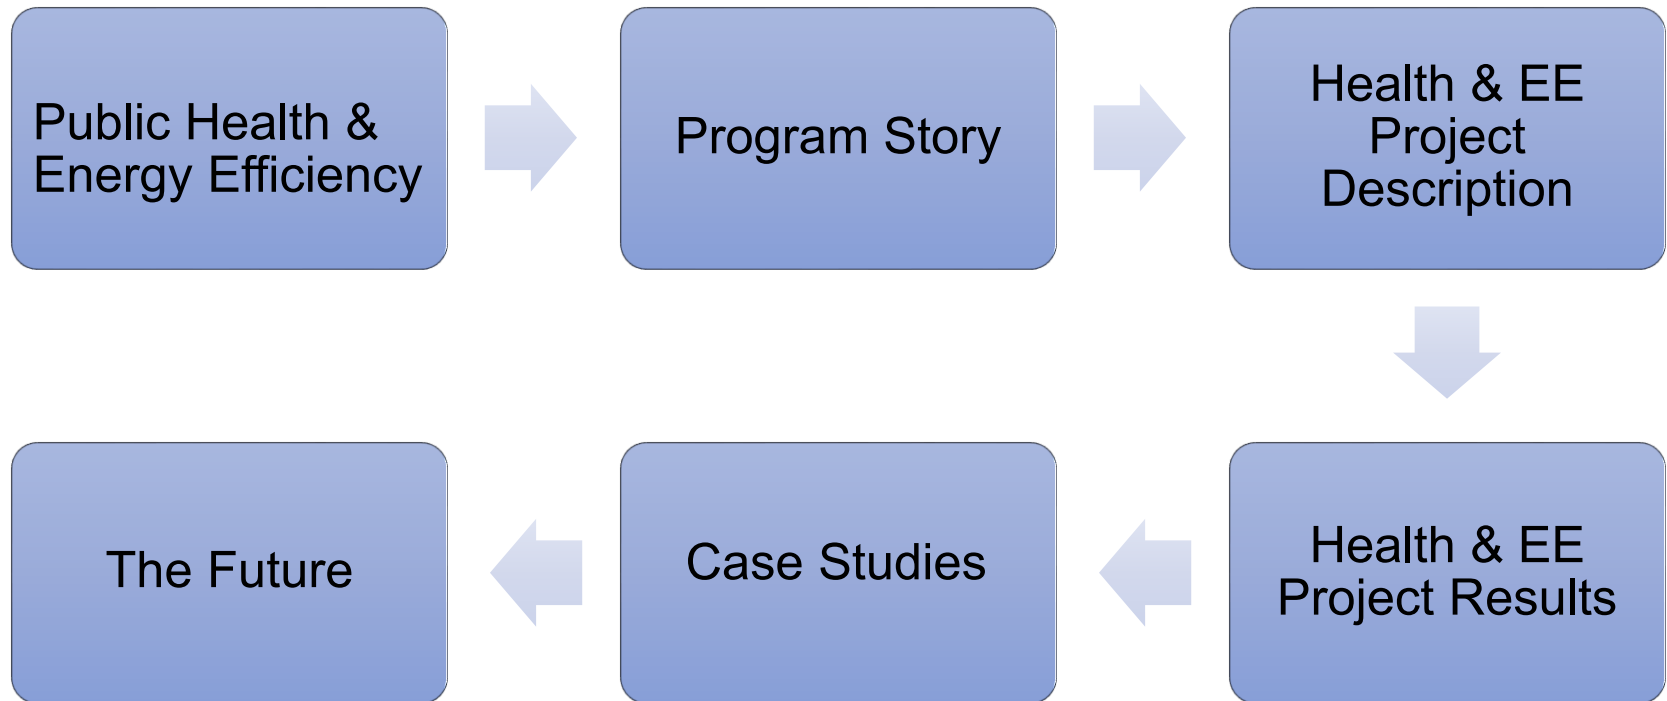 Public Health &
Energy Efficiency
Program Story
Health & EE
Project
Description
Health & EE
Project Results
Case Studies
The Future